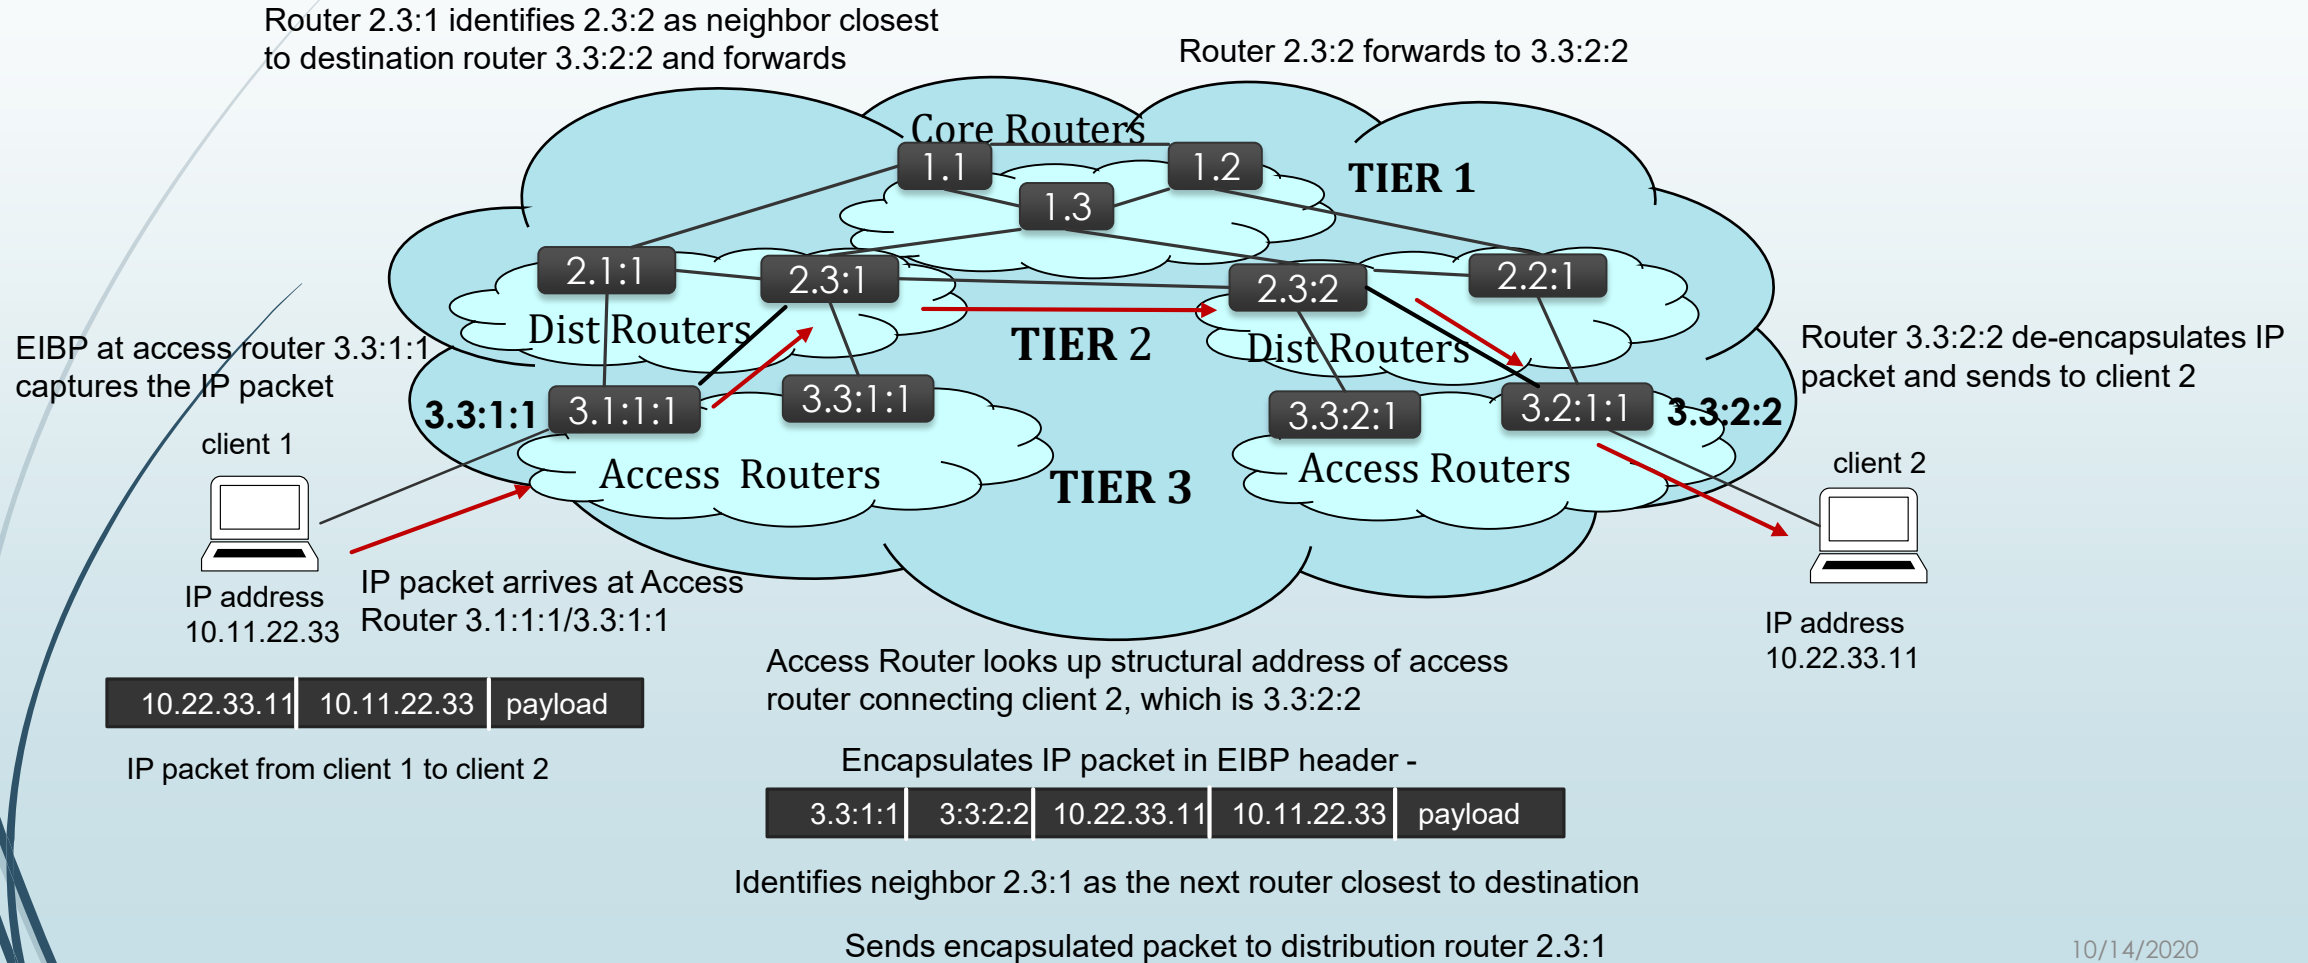 Router 2.3:1 identifies 2.3:2 as neighbor closest
to destination router 3.3:2:2 and forwards
Router 2.3:2 forwards to 3.3:2:2
Core Routers
1.1
1.2
1.3
TIER 1
2.1:1
2.3:1
2.3:2
2.2:1
Dist Routers
TIER 2
Dist Routers
EIBP at access router 3.3:1:1
captures the IP packet
Router 3.3:2:2 de-encapsulates IP
packet and sends to client 2
3.3:1:1
3.1:1:1
3.3:1:1
3.3:2:1
3.2:1:1
3.3:2:2
client 1
Access Routers
TIER 3
Access Routers
client 2
IP address
10.11.22.33
IP packet arrives at Access
Router 3.1:1:1/3.3:1:1
IP address
10.22.33.11
Access Router looks up structural address of access
router connecting client 2, which is 3.3:2:2
10.22.33.11 10.11.22.33 payload
IP packet from client 1 to client 2
Encapsulates IP packet in EIBP header -
3.3:1:1 3:3:2:2 10.22.33.11 10.11.22.33 payload
Identifies neighbor 2.3:1 as the next router closest to destination
Sends encapsulated packet to distribution router 2.3:1
10/14/2020